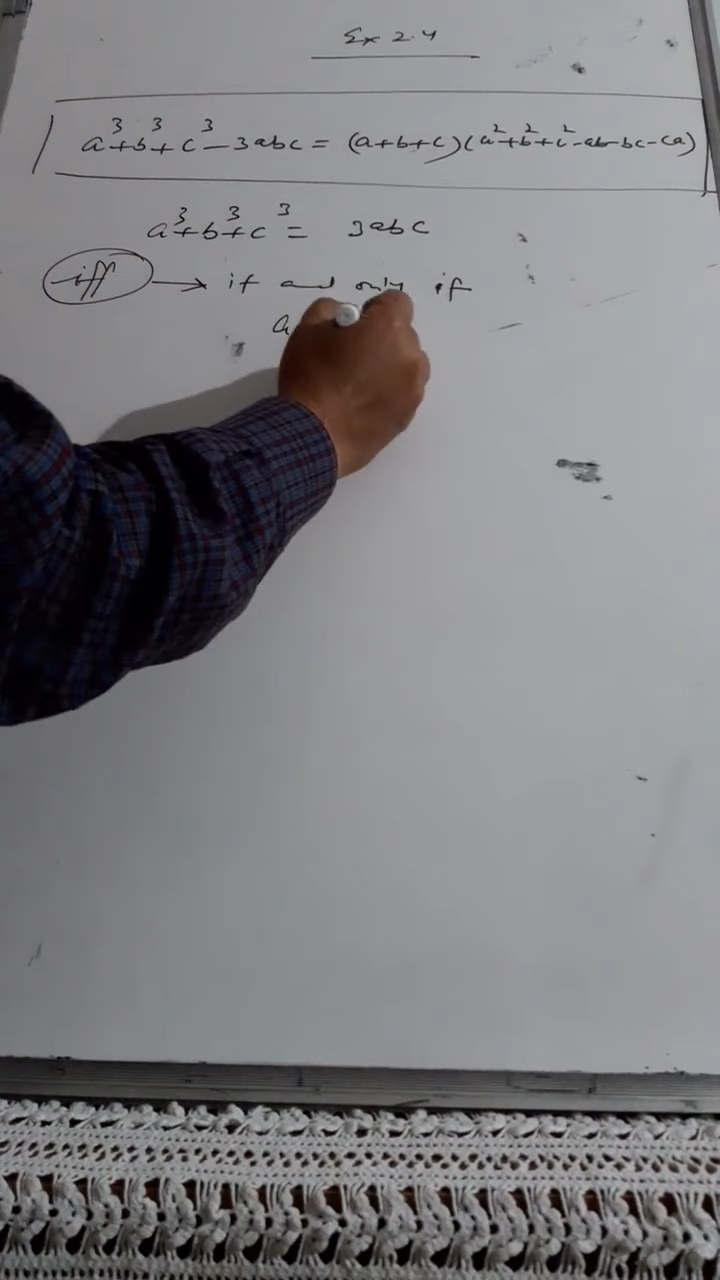 Ex 2.4
a³+b³+c³-3abc = (a+b+c)(a²+b²+c²-ab-bc-ca)
a³+b³+c³ = 3abc
iff → if and only if
a